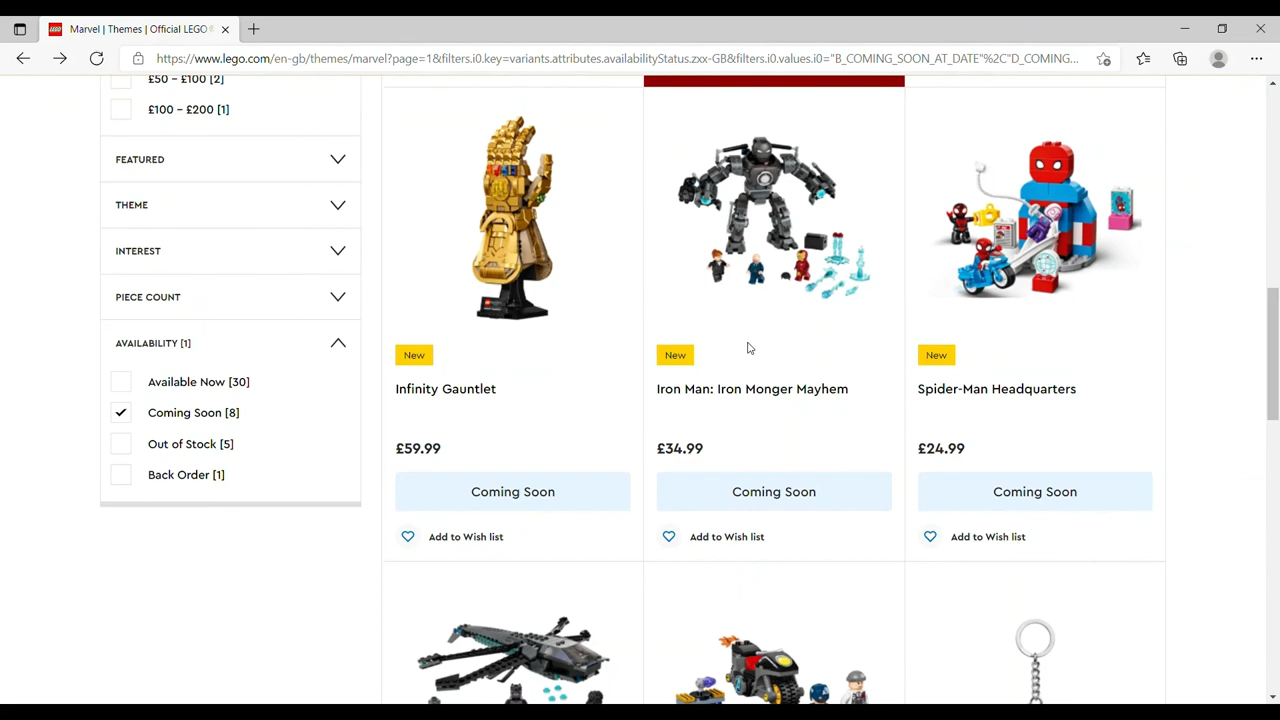 Marvel | Themes | Official LEGO
https://www.lego.com/en-gb/themes/marvel?page=1&filters.i0.key=variants.attributes.availabilityStatus.zxx-GB&filters.i0.values.i0="B_COMING_SOON_AT_DATE"%2C"D_COMING...
£50 – £100 [2]
£100 – £200 [1]
FEATURED
THEME
INTEREST
PIECE COUNT
AVAILABILITY [1]
Available Now [30]
Coming Soon [8]
Out of Stock [5]
Back Order [1]
New
Infinity Gauntlet
£59.99
Coming Soon
Add to Wish list
New
Iron Man: Iron Monger Mayhem
£34.99
Coming Soon
Add to Wish list
New
Spider-Man Headquarters
£24.99
Coming Soon
Add to Wish list